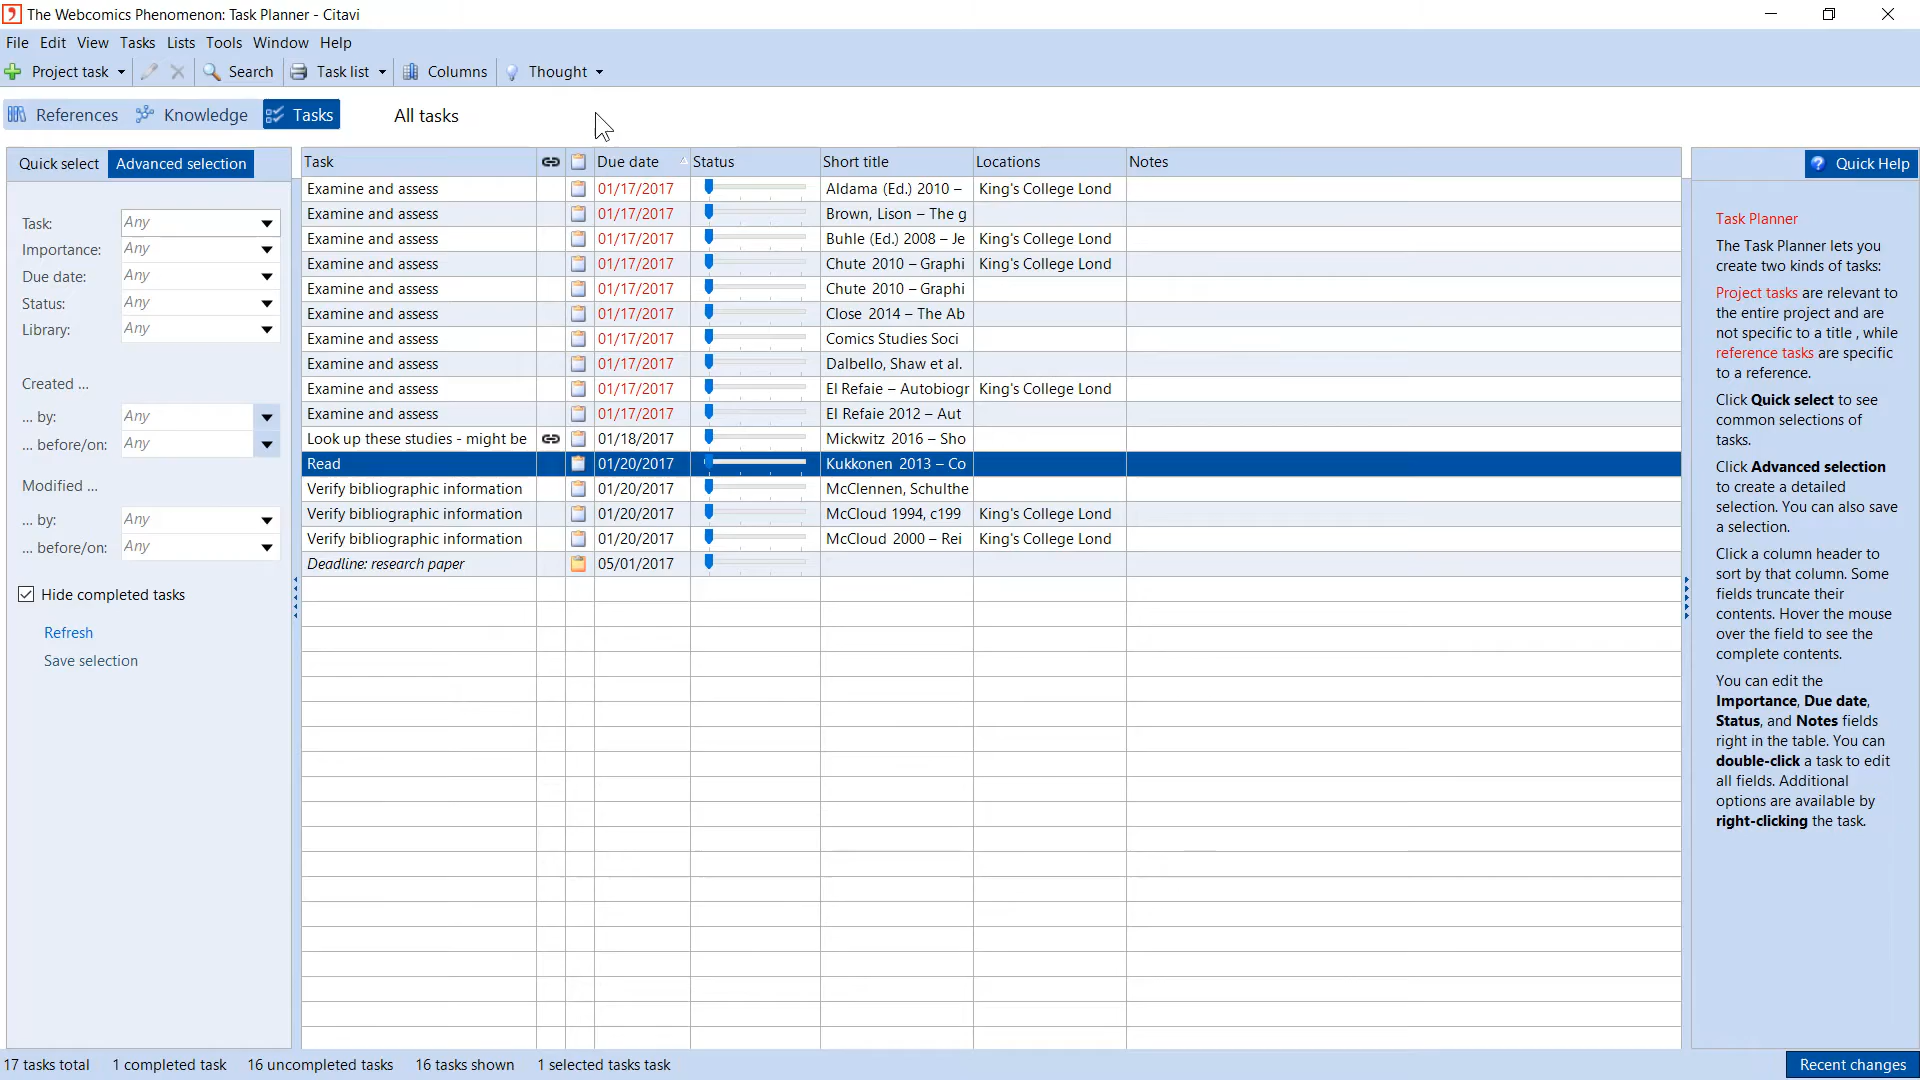 The Webcomics Phenomenon: Task Planner - Citavi
File Edit View Tasks Lists Tools Window Help
Project task Search Task list Columns Thought
References Knowledge Tasks All tasks
Quick select Advanced selection
Task: Any
Importance: Any
Due date: Any
Status: Any
Library: Any
Created ...
... by: Any
... before/on: Any
Modified ...
... by: Any
... before/on: Any
Hide completed tasks
Refresh
Save selection
Task Due date Status Short title Locations Notes
Examine and assess 01/17/2017 Aldama (Ed.) 2010 – King's College Lond
Examine and assess 01/17/2017 Brown, Lison – The g
Examine and assess 01/17/2017 Buhle (Ed.) 2008 – Je King's College Lond
Examine and assess 01/17/2017 Chute 2010 – Graphi King's College Lond
Examine and assess 01/17/2017 Chute 2010 – Graphi
Examine and assess 01/17/2017 Close 2014 – The Ab
Examine and assess 01/17/2017 Comics Studies Soci
Examine and assess 01/17/2017 Dalbello, Shaw et al.
Examine and assess 01/17/2017 El Refaie – Autobiogr King's College Lond
Examine and assess 01/17/2017 El Refaie 2012 – Aut
Look up these studies - might be 01/18/2017 Mickwitz 2016 – Sho
Read 01/20/2017 Kukkonen 2013 – Co
Verify bibliographic information 01/20/2017 McClennen, Schulthe
Verify bibliographic information 01/20/2017 McCloud 1994, c199 King's College Lond
Verify bibliographic information 01/20/2017 McCloud 2000 – Rei King's College Lond
Deadline: research paper 05/01/2017
Quick Help
Task Planner
The Task Planner lets you
create two kinds of tasks:
Project tasks are relevant to
the entire project and are
not specific to a title , while
reference tasks are specific
to a reference.
Click Quick select to see
common selections of
tasks.
Click Advanced selection
to create a detailed
selection. You can also save
a selection.
Click a column header to
sort by that column. Some
fields truncate their
contents. Hover the mouse
over the field to see the
complete contents.
You can edit the
Importance, Due date,
Status, and Notes fields
right in the table. You can
double-click a task to edit
all fields. Additional
options are available by
right-clicking the task.
17 tasks total 1 completed task 16 uncompleted tasks 16 tasks shown 1 selected tasks task
Recent changes